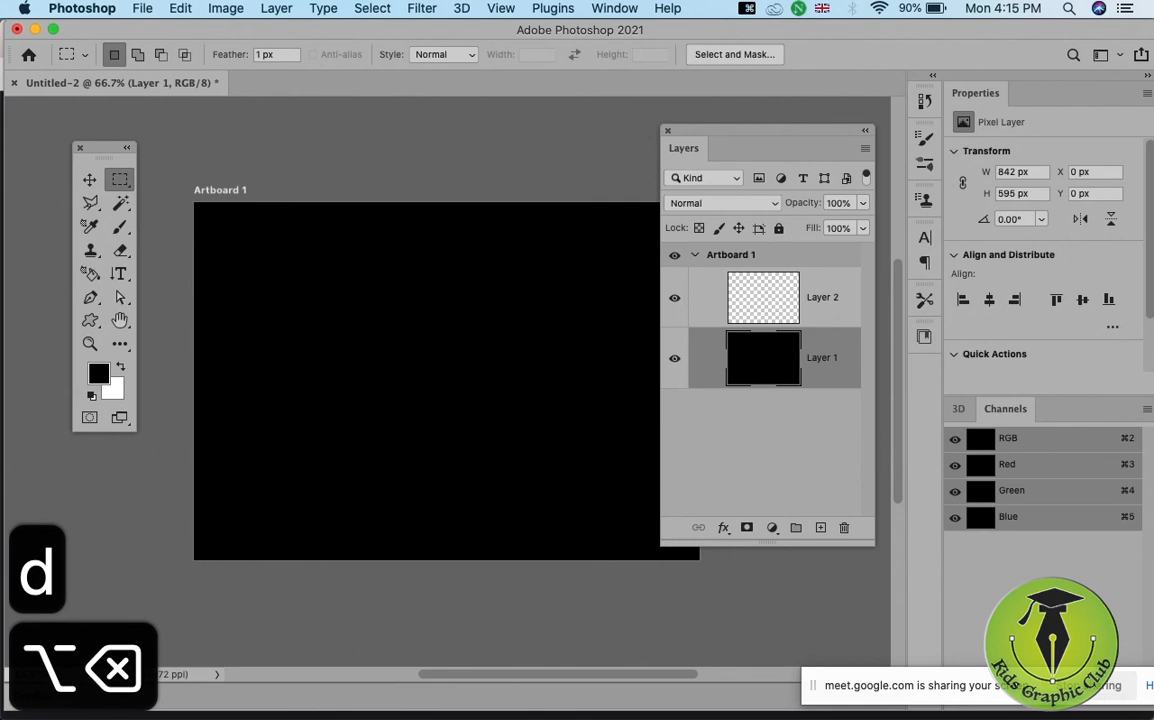 Photoshop File Edit Image Layer Type Select Filter 3D View Plugins Window Help 90% Mon 4:15 PM
Adobe Photoshop 2021
Feather: 1 px Anti-alias Style: Normal Width: Height: Select and Mask...
Untitled-2 @ 66.7% (Layer 1, RGB/8) *
Artboard 1
Layers
Kind
Normal Opacity: 100%
Lock: Fill: 100%
Artboard 1
Layer 2
Layer 1
Properties
Pixel Layer
Transform
W 842 px X 0 px
H 595 px Y 0 px
0.00°
Align and Distribute
Align:
Quick Actions
3D Channels
RGB ⌘2
Red ⌘3
Green ⌘4
Blue ⌘5
d
72 ppi)
meet.google.com is sharing your
Kids Graphic Club